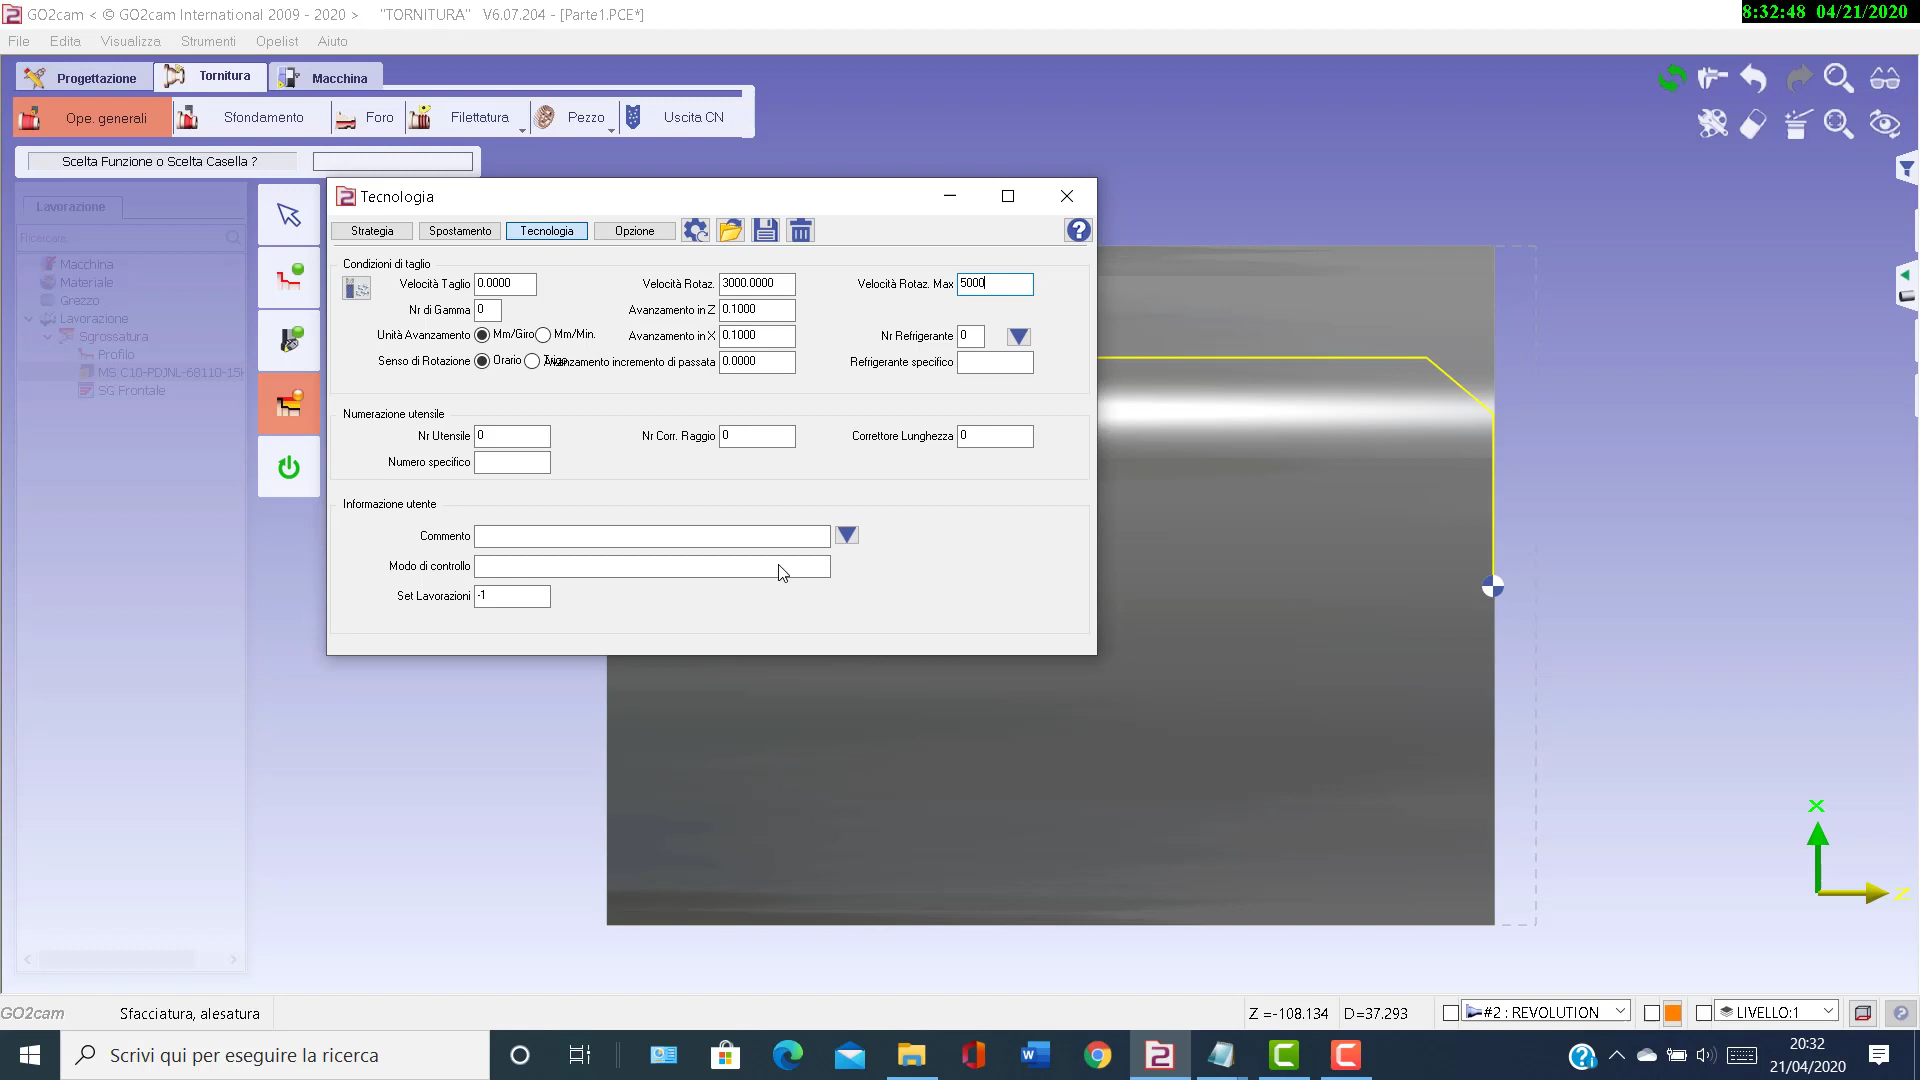 GO2cam < © GO2cam International 2009 - 2020 > "TORNITURA" V6.07.204 - [Parte1.PCE*]
8:32:48 04/21/2020
File Edita Visualizza Strumenti Opelist Aiuto
Progettazione Tornitura Macchina
Ope. generali Sfondamento Foro Filettatura Pezzo Uscita CN
Scelta Funzione o Scelta Casella ?
Lavorazione
Ricercare
Macchina
Materiale
Grezzo
Lavorazione
Sgrossatura
Profilo
MS C10-PDJNL-68110-15
SG Frontale
Tecnologia
Strategia Spostamento Tecnologia Opzione
Condizioni di taglio
Velocità Taglio 0.0000 Velocità Rotaz. 3000.0000 Velocità Rotaz. Max 5000
Nr di Gamma 0 Avanzamento in Z 0.1000
Unità Avanzamento Mm/Giro Mm/Min. Avanzamento in X 0.1000 Nr Refrigerante 0
Senso di Rotazione Orario Avanzamento incremento di passata 0.0000 Refrigerante specifico
Numerazione utensile
Nr Utensile 0 Nr Corr. Raggio 0 Correttore Lunghezza 0
Numero specifico
Informazione utente
Commento
Modo di controllo
Set Lavorazioni -1
X
Z
GO2cam Sfacciatura, alesatura Z =-108.134 D=37.293 #2 : REVOLUTION LIVELLO:1
Scrivi qui per eseguire la ricerca
20:32
21/04/2020